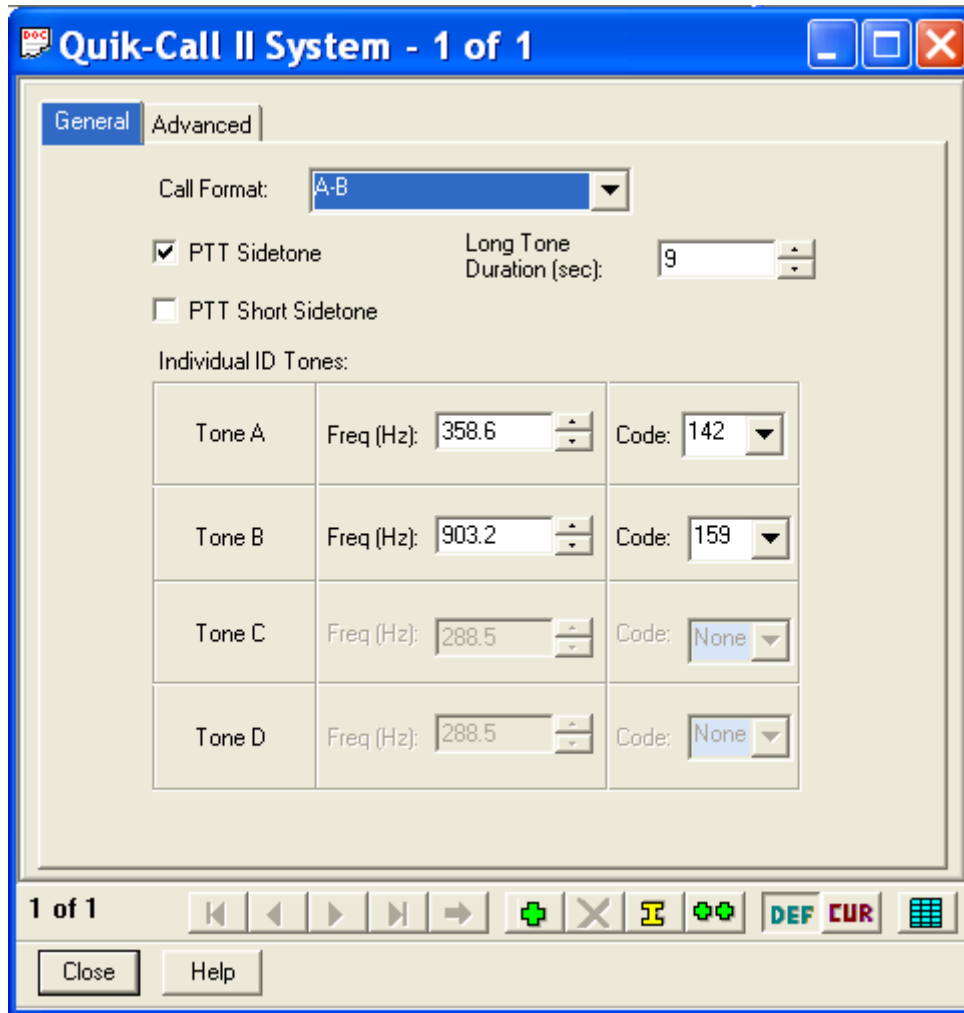 DOC
Quik-Call II System - 1 of 1
General Advanced
Call Format: A-B
PTT Sidetone Long Tone Duration (sec): 9
PTT Short Sidetone
Individual ID Tones:
Tone A Freq (Hz): 358.6 Code: 142
Tone B Freq (Hz): 903.2 Code: 159
Tone C Freq (Hz): 288.5 Code: None
Tone D Freq (Hz): 288.5 Code: None
1 of 1 DEF CUR
Close Help